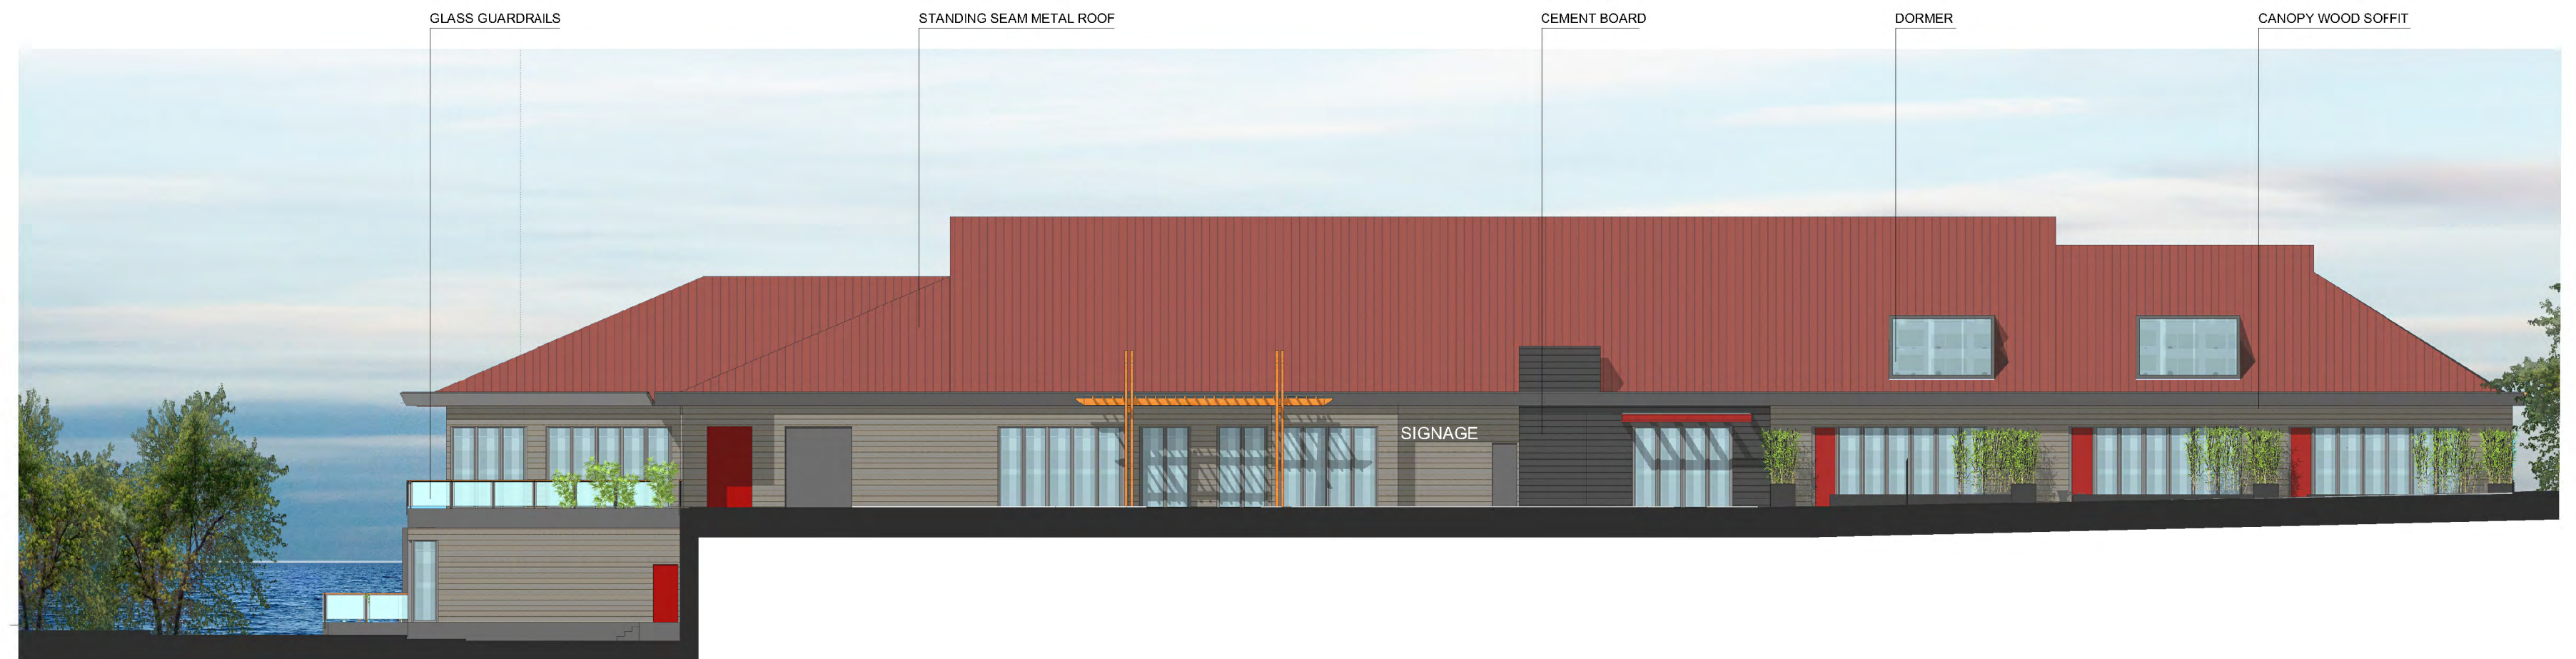 GLASS GUARDRAILS
STANDING SEAM METAL ROOF
CEMENT BOARD
DORMER
CANOPY WOOD SOFFIT
SIGNAGE